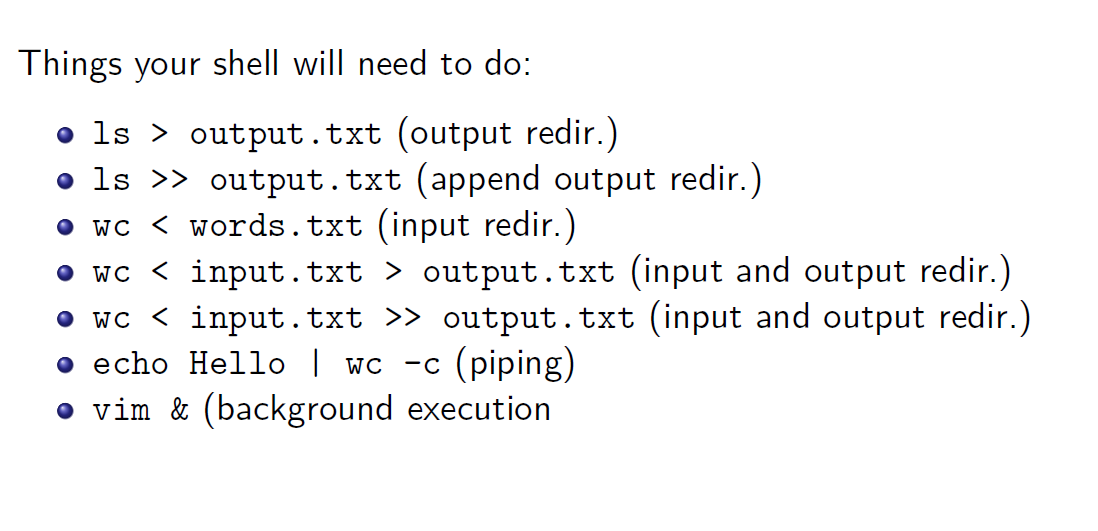 Things your shell will need to do:
ls > output.txt (output redir.)
ls >> output.txt (append output redir.)
wc < words.txt (input redir.)
wc < input.txt > output.txt (input and output redir.)
wc < input.txt >> output.txt (input and output redir.)
echo Hello | wc -c (piping)
vim & (background execution